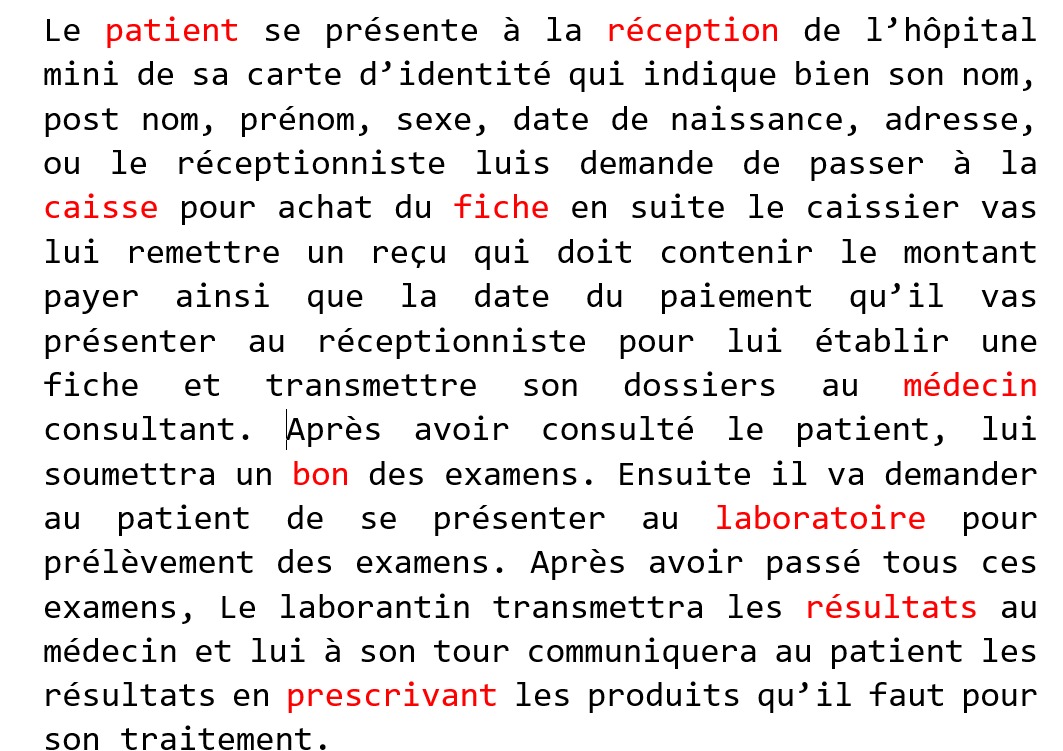 Le patient se présente à la réception de l’hôpital
mini de sa carte d’identité qui indique bien son nom,
post nom, prénom, sexe, date de naissance, adresse,
ou le réceptionniste luis demande de passer à la
caisse pour achat du fiche en suite le caissier vas
lui remettre un reçu qui doit contenir le montant
payer ainsi que la date du paiement qu’il vas
présenter au réceptionniste pour lui établir une
fiche et transmettre son dossiers au médecin
consultant. Après avoir consulté le patient, lui
soumettra un bon des examens. Ensuite il va demander
au patient de se présenter au laboratoire pour
prélèvement des examens. Après avoir passé tous ces
examens, Le laborantin transmettra les résultats au
médecin et lui à son tour communiquera au patient les
résultats en prescrivant les produits qu’il faut pour
son traitement.